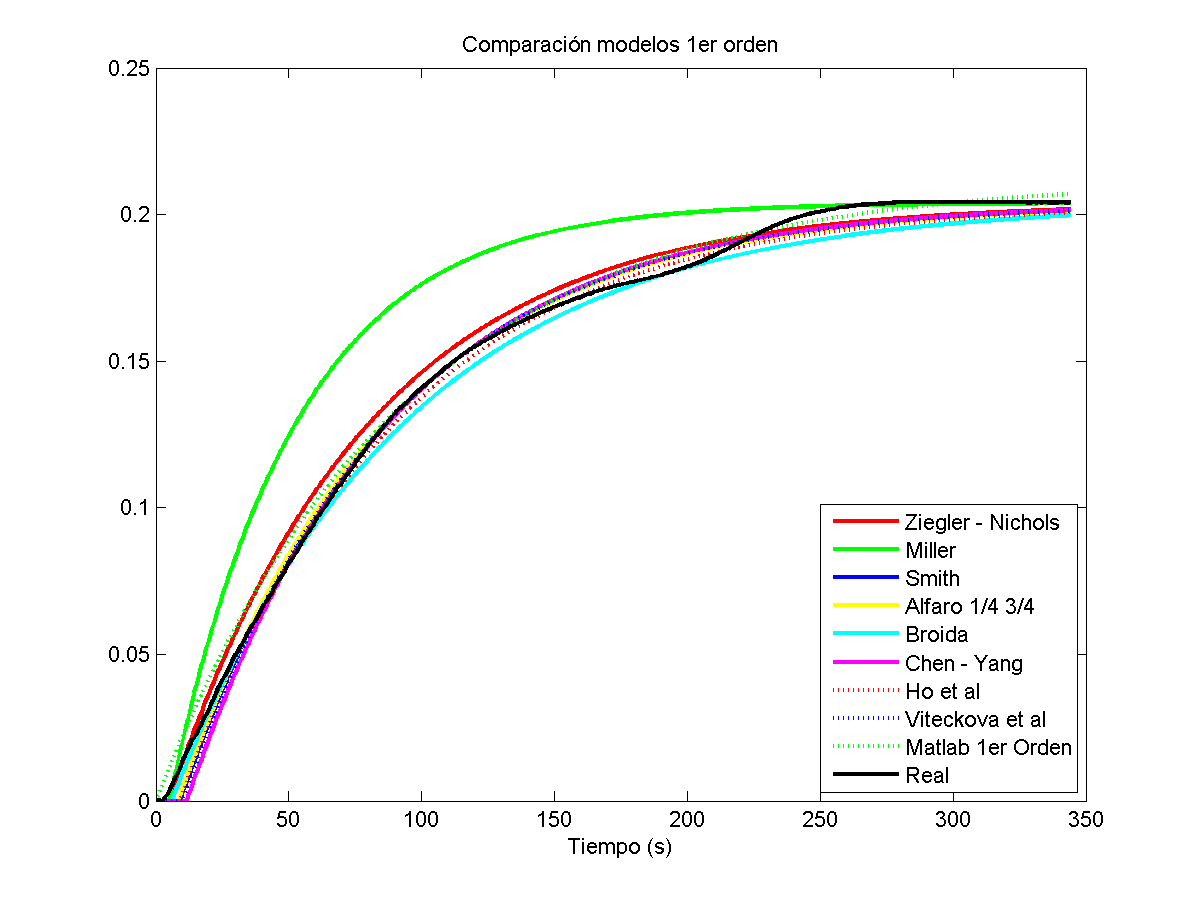 Comparación modelos 1er orden
0.25
0.2
0.15
0.1
0.05
0
0 50 100 150 200 250 300 350
Tiempo (s)
Ziegler - Nichols
Miller
Smith
Alfaro 1/4 3/4
Broida
Chen - Yang
Ho et al
Viteckova et al
Matlab 1er Orden
Real